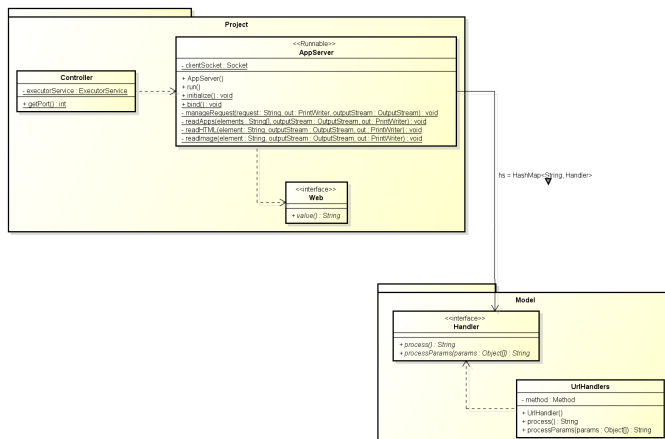 Project
<<Runnable>>
AppServer
- clientSocket : Socket
+ AppServer()
+ run()
+ initialize() : void
+ bind() : void
- manageRequest(request : String, out : PrintWriter, outputStream : OutputStream) : void
- readApps(elements : String[], outputStream : OutputStream, out : PrintWriter) : void
- readHTML(element : String, outputStream : OutputStream, out : PrintWriter) : void
- readImage(element : String, outputStream : OutputStream, out : PrintWriter) : void
Controller
- executorService : ExecutorService
+ getPort() : int
<<interface>>
Web
+ value() : String
hs = HashMap<String, Handler>
Model
<<interface>>
Handler
+ process() : String
+ processParams(params : Object[]) : String
UrlHandlers
- method : Method
+ UrlHandler()
+ process() : String
+ processParams(params : Object[]) : String